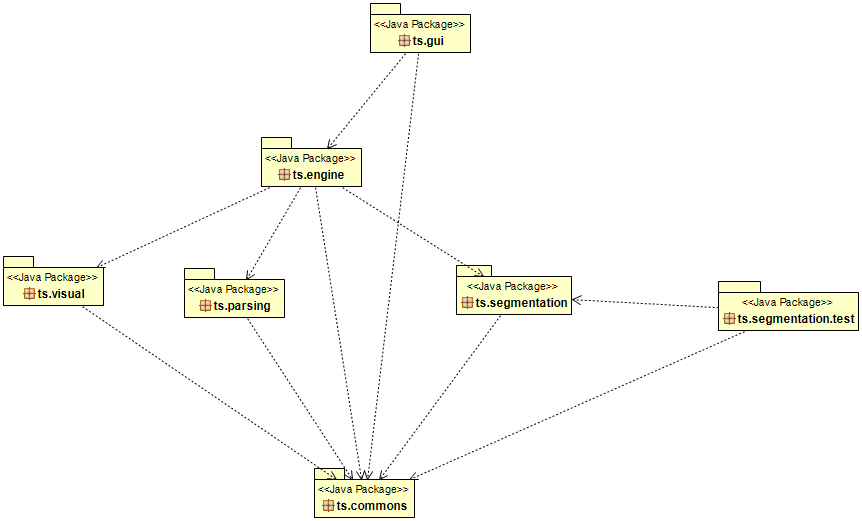 <<Java Package>>
ts.gui
<<Java Package>>
ts.engine
<<Java Package>>
ts.visual
<<Java Package>>
ts.parsing
<<Java Package>>
ts.segmentation
<<Java Package>>
ts.segmentation.test
<<Java Package>>
ts.commons